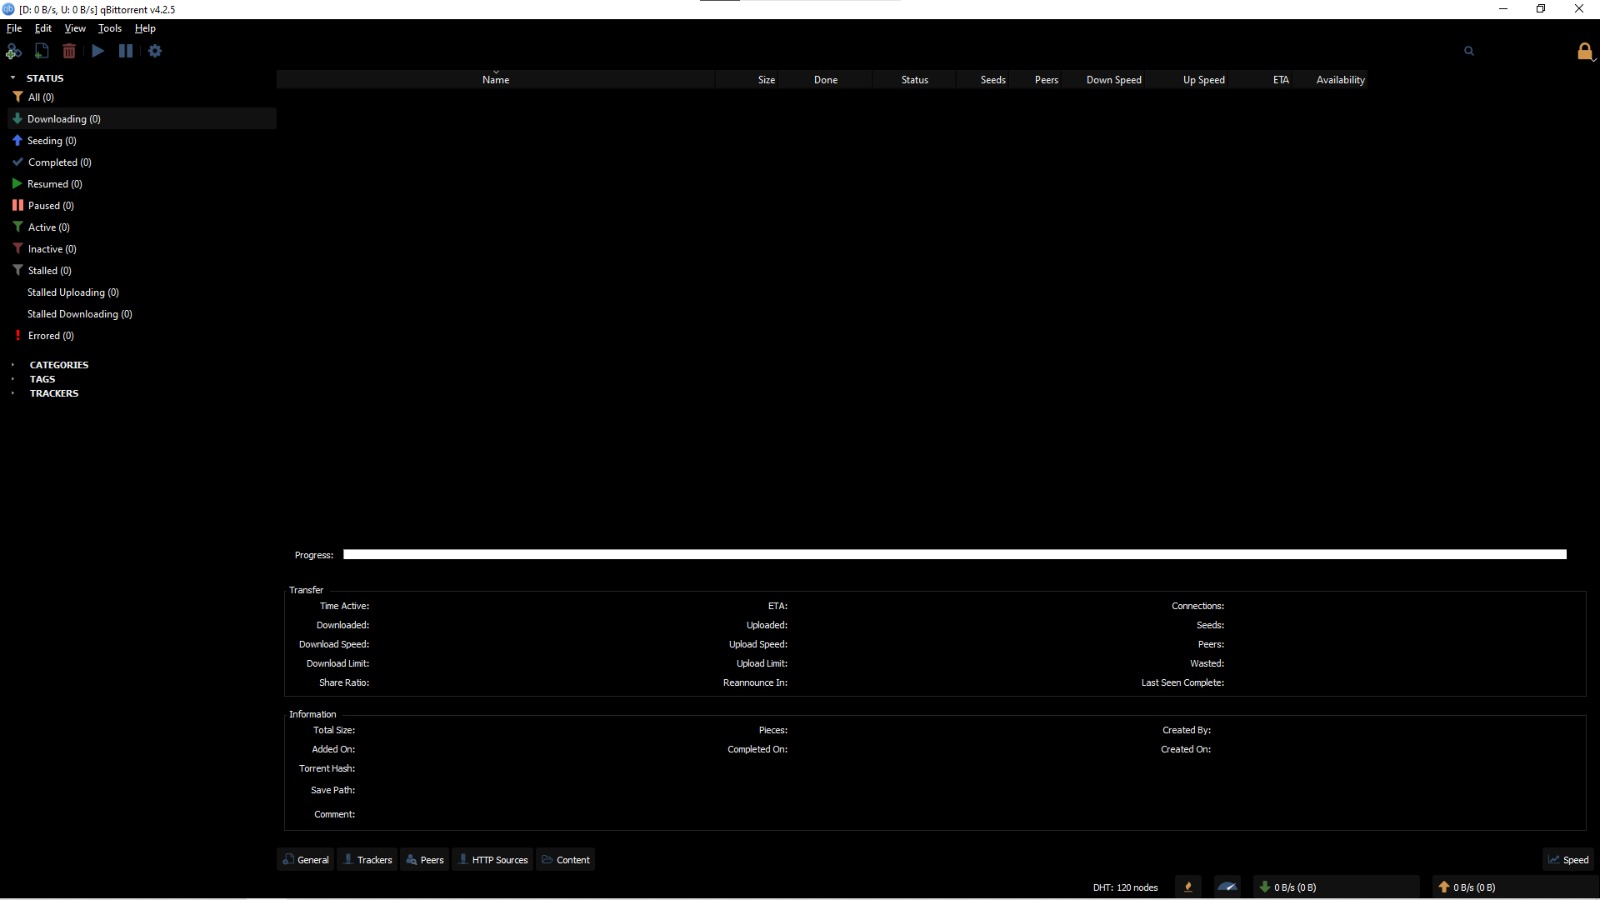 [D: 0 B/s, U: 0 B/s] qBittorrent v4.2.5
File Edit View Tools Help
STATUS
All (0)
Downloading (0)
Seeding (0)
Completed (0)
Resumed (0)
Paused (0)
Active (0)
Inactive (0)
Stalled (0)
Stalled Uploading (0)
Stalled Downloading (0)
Errored (0)
CATEGORIES
TAGS
TRACKERS
Name Size Done Status Seeds Peers Down Speed Up Speed ETA Availability
Progress:
Transfer
Time Active: ETA: Connections:
Downloaded: Uploaded: Seeds:
Download Speed: Upload Speed: Peers:
Download Limit: Upload Limit: Wasted:
Share Ratio: Reannounce In: Last Seen Complete:
Information
Total Size: Pieces: Created By:
Added On: Completed On: Created On:
Torrent Hash:
Save Path:
Comment:
General Trackers Peers HTTP Sources Content Speed
DHT: 120 nodes 0 B/s (0 B) 0 B/s (0 B)